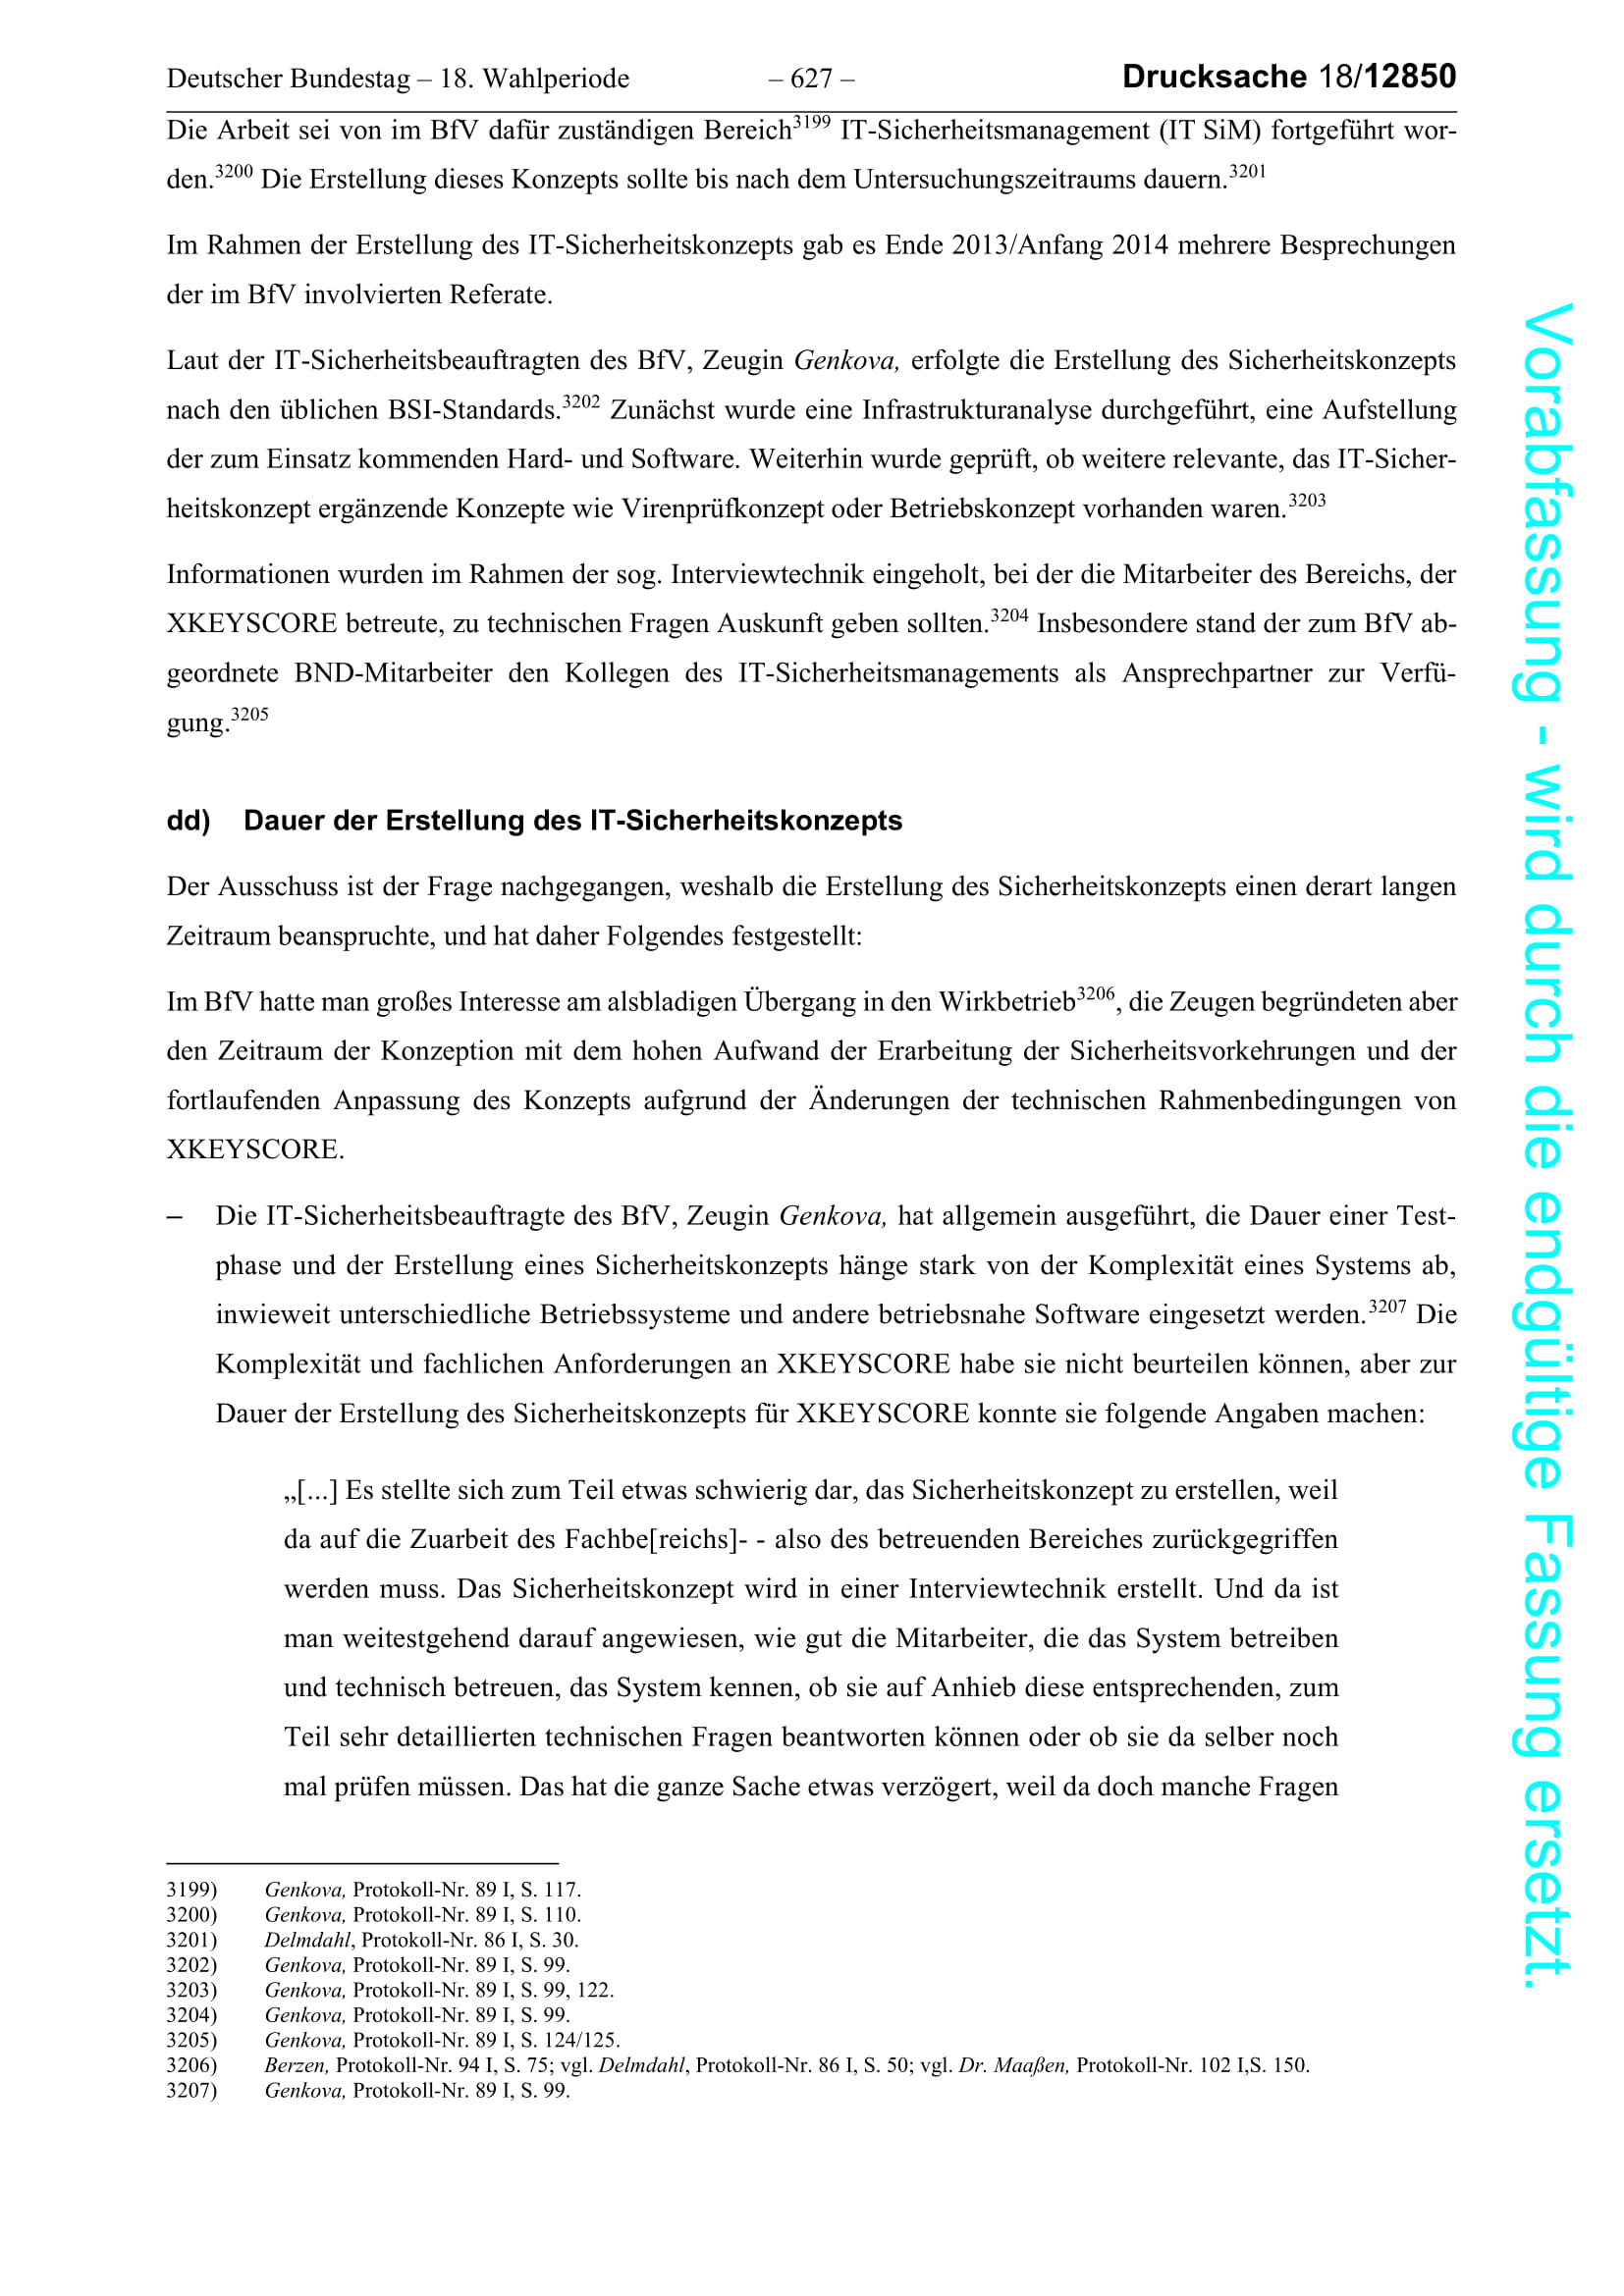 Deutscher Bundestag – 18. Wahlperiode – 627 – Drucksache 18/12850
Die Arbeit sei von im BfV dafür zuständigen Bereich3199 IT-Sicherheitsmanagement (IT SiM) fortgeführt wor-
den.3200 Die Erstellung dieses Konzepts sollte bis nach dem Untersuchungszeitraums dauern.3201
Im Rahmen der Erstellung des IT-Sicherheitskonzepts gab es Ende 2013/Anfang 2014 mehrere Besprechungen
der im BfV involvierten Referate.
Laut der IT-Sicherheitsbeauftragten des BfV, Zeugin Genkova, erfolgte die Erstellung des Sicherheitskonzepts
nach den üblichen BSI-Standards.3202 Zunächst wurde eine Infrastrukturanalyse durchgeführt, eine Aufstellung
der zum Einsatz kommenden Hard- und Software. Weiterhin wurde geprüft, ob weitere relevante, das IT-Sicher-
heitskonzept ergänzende Konzepte wie Virenprüfkonzept oder Betriebskonzept vorhanden waren.3203
Informationen wurden im Rahmen der sog. Interviewtechnik eingeholt, bei der die Mitarbeiter des Bereichs, der
XKEYSCORE betreute, zu technischen Fragen Auskunft geben sollten.3204 Insbesondere stand der zum BfV ab-
geordnete BND-Mitarbeiter den Kollegen des IT-Sicherheitsmanagements als Ansprechpartner zur Verfü-
gung.3205
dd) Dauer der Erstellung des IT-Sicherheitskonzepts
Der Ausschuss ist der Frage nachgegangen, weshalb die Erstellung des Sicherheitskonzepts einen derart langen
Zeitraum beanspruchte, und hat daher Folgendes festgestellt:
Im BfV hatte man großes Interesse am alsbladigen Übergang in den Wirkbetrieb3206, die Zeugen begründeten aber
den Zeitraum der Konzeption mit dem hohen Aufwand der Erarbeitung der Sicherheitsvorkehrungen und der
fortlaufenden Anpassung des Konzepts aufgrund der Änderungen der technischen Rahmenbedingungen von
XKEYSCORE.
– Die IT-Sicherheitsbeauftragte des BfV, Zeugin Genkova, hat allgemein ausgeführt, die Dauer einer Test-
phase und der Erstellung eines Sicherheitskonzepts hänge stark von der Komplexität eines Systems ab,
inwieweit unterschiedliche Betriebssysteme und andere betriebsnahe Software eingesetzt werden.3207 Die
Komplexität und fachlichen Anforderungen an XKEYSCORE habe sie nicht beurteilen können, aber zur
Dauer der Erstellung des Sicherheitskonzepts für XKEYSCORE konnte sie folgende Angaben machen:
„[...] Es stellte sich zum Teil etwas schwierig dar, das Sicherheitskonzept zu erstellen, weil
da auf die Zuarbeit des Fachbe[reichs]- - also des betreuenden Bereiches zurückgegriffen
werden muss. Das Sicherheitskonzept wird in einer Interviewtechnik erstellt. Und da ist
man weitestgehend darauf angewiesen, wie gut die Mitarbeiter, die das System betreiben
und technisch betreuen, das System kennen, ob sie auf Anhieb diese entsprechenden, zum
Teil sehr detaillierten technischen Fragen beantworten können oder ob sie da selber noch
mal prüfen müssen. Das hat die ganze Sache etwas verzögert, weil da doch manche Fragen
3199) Genkova, Protokoll-Nr. 89 I, S. 117.
3200) Genkova, Protokoll-Nr. 89 I, S. 110.
3201) Delmdahl, Protokoll-Nr. 86 I, S. 30.
3202) Genkova, Protokoll-Nr. 89 I, S. 99.
3203) Genkova, Protokoll-Nr. 89 I, S. 99, 122.
3204) Genkova, Protokoll-Nr. 89 I, S. 99.
3205) Genkova, Protokoll-Nr. 89 I, S. 124/125.
3206) Berzen, Protokoll-Nr. 94 I, S. 75; vgl. Delmdahl, Protokoll-Nr. 86 I, S. 50; vgl. Dr. Maaßen, Protokoll-Nr. 102 I,S. 150.
3207) Genkova, Protokoll-Nr. 89 I, S. 99.
Vorabfassung - wird durch die endgültige Fassung ersetzt.